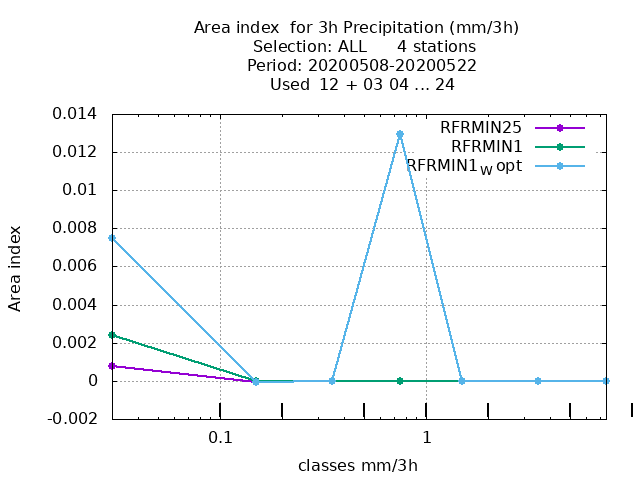 Area index  for 3h Precipitation (mm/3h)
Selection: ALL      4 stations
Period: 20200508-20200522
Used  12 + 03 04 ... 24
0.014
RFRMIN25
0.012
RFRMIN1
RFRMIN1w opt
0.01
0.008
0.006
0.004
0.002
0
-0.002
Area index
0.1
1
classes mm/3h